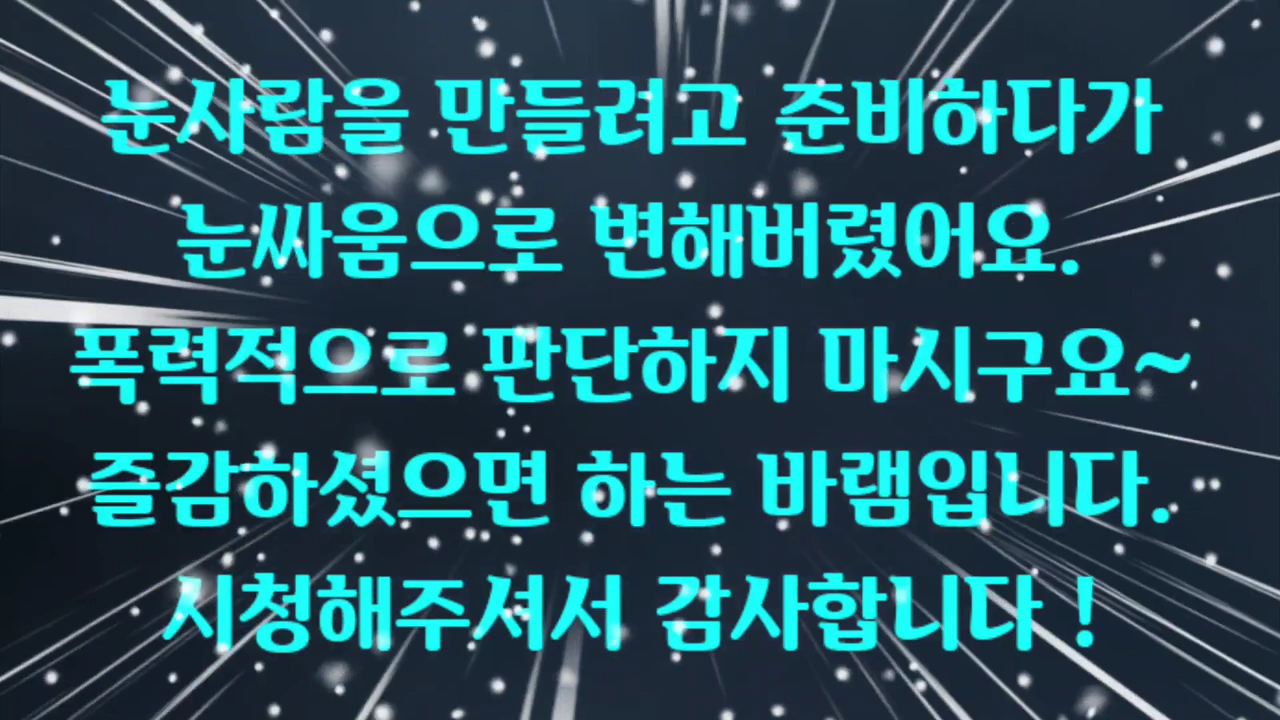 눈사람을 만들려고 준비하다가
눈싸움으로 변해버렸어요.
폭력적으로 판단하지 마시구요~
즐감하셨으면 하는 바램입니다.
시청해주셔서 감사합니다 !